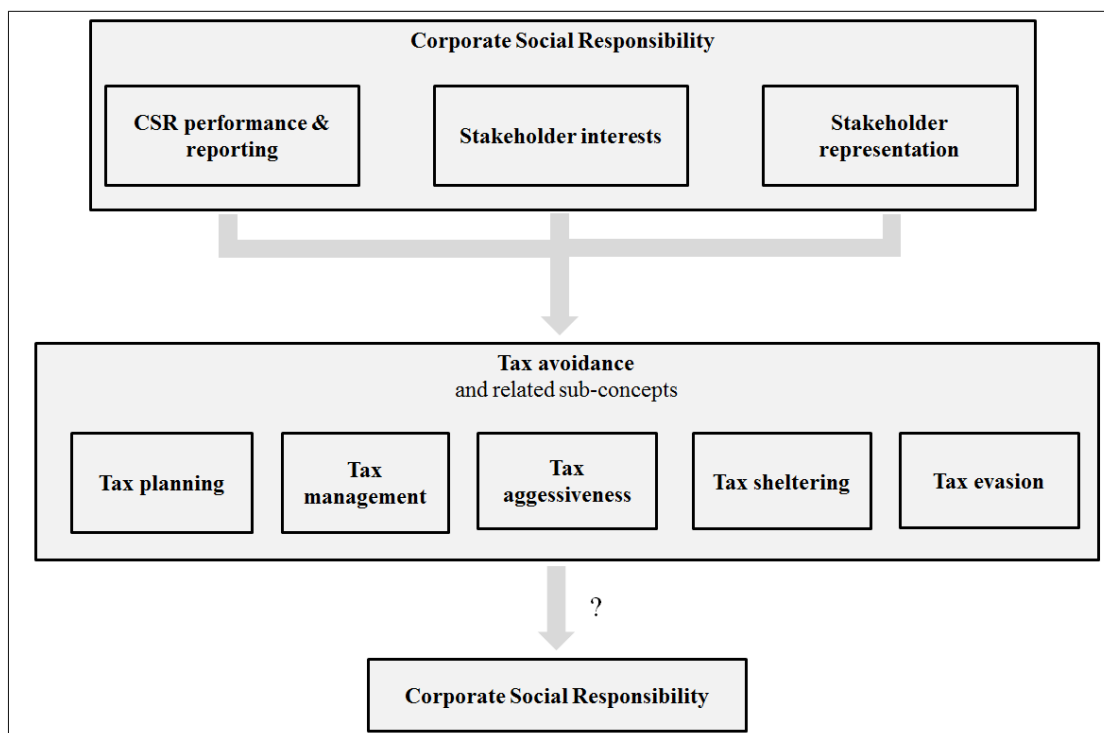 Corporate Social Responsibility
CSR performance &
reporting
Stakeholder interests
Stakeholder
representation
Tax avoidance
and related sub-concepts
Tax planning
Tax
management
Tax
aggessiveness
Tax sheltering
Tax evasion
?
Corporate Social Responsibility